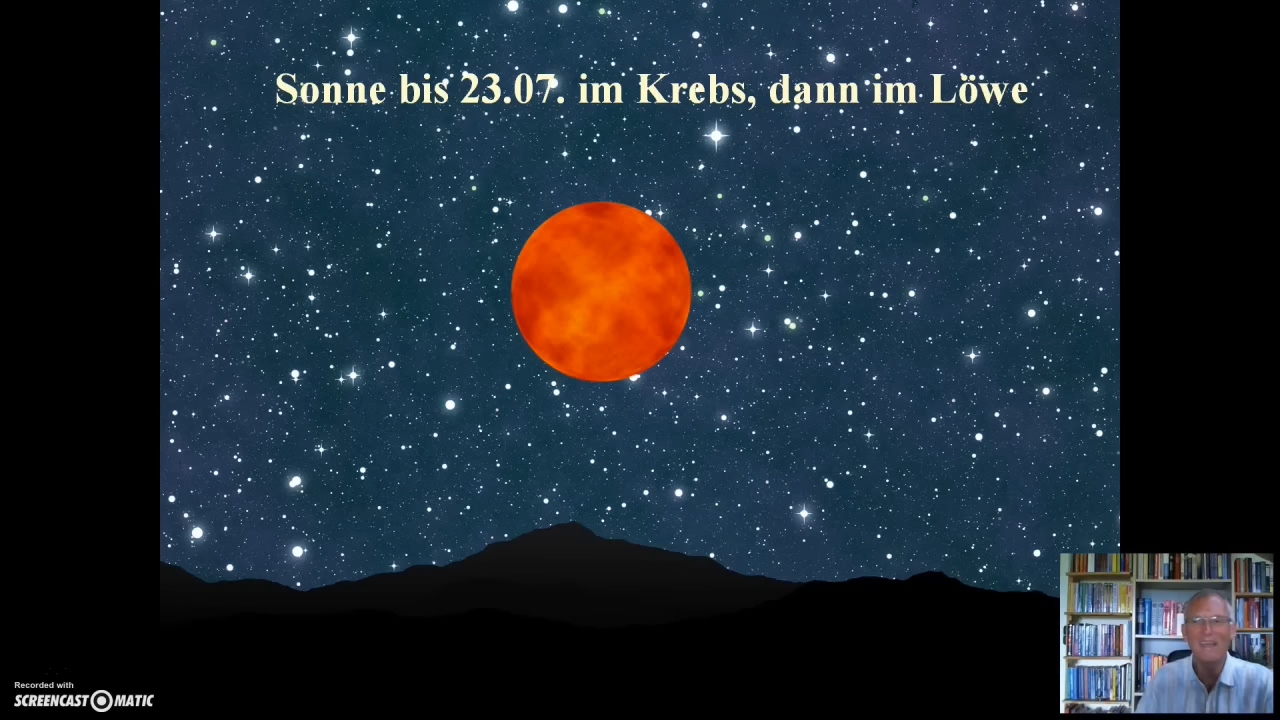 Sonne bis 23.07. im Krebs, dann im Löwe
Recorded with
SCREENCAST MATIC